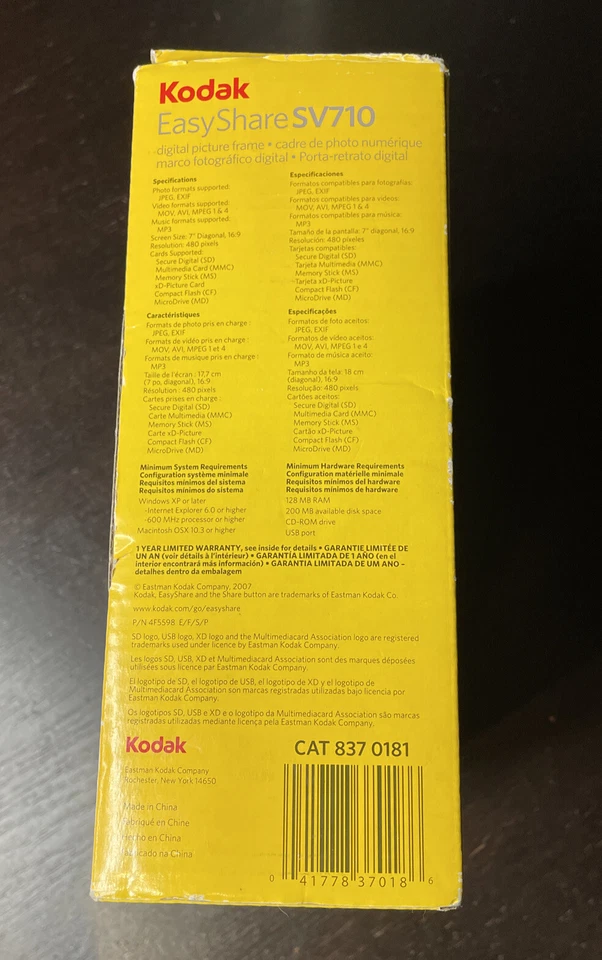 Kodak
EasyShare SV710
digital picture frame • cadre de photo numérique
marco fotográfico digital • Porta-retrato digital
Specifications
Photo formats supported:
JPEG, EXIF
Video formats supported:
MOV, AVI, MPEG 1 & 4
Music formats supported:
MP3
Screen Size: 7" Diagonal, 16:9
Resolution: 480 pixels
Cards Supported:
Secure Digital (SD)
Multimedia Card (MMC)
Memory Stick (MS)
xD-Picture Card
Compact Flash (CF)
MicroDrive (MD)
Especificaciones
Formatos compatibles para fotografías:
JPEG, EXIF
Formatos compatibles para videos:
MOV, AVI, MPEG 1 & 4
Formatos compatibles para música:
MP3
Tamaño de la pantalla: 7" diagonal, 16:9
Resolución: 480 píxeles
Tarjetas compatibles:
Secure Digital (SD)
Tarjeta Multimedia (MMC)
Memory Stick (MS)
Tarjeta xD-Picture
Compact Flash (CF)
MicroDrive (MD)
Caractéristiques
Formats de photo pris en charge :
JPEG, EXIF
Formats de vidéo pris en charge :
MOV, AVI, MPEG 1 et 4
Formats de musique pris en charge :
MP3
Taille de l'écran : 17,7 cm
(7 po, diagonal), 16:9
Résolution : 480 pixels
Cartes prises en charge :
Secure Digital (SD)
Carte Multimedia (MMC)
Memory Stick (MS)
Carte xD-Picture
Compact Flash (CF)
MicroDrive (MD)
Especificações
Formatos de foto aceitos:
JPEG, EXIF
Formatos de vídeo aceitos:
MOV, AVI, MPEG 1 e 4
Formato de música aceito:
MP3
Tamanho da tela: 18 cm
(diagonal), 16:9
Resolução: 480 pixels
Cartões aceitos:
Secure Digital (SD)
Multimedia Card (MMC)
Memory Stick (MS)
Cartão xD-Picture
Compact Flash (CF)
MicroDrive (MD)
Minimum System Requirements
Configuration système minimale
Requisitos mínimos del sistema
Requisitos mínimos do sistema
Windows XP or later
-Internet Explorer 6.0 or higher
-600 MHz processor or higher
Macintosh OSX 10.3 or higher
Minimum Hardware Requirements
Configuration matérielle minimale
Requisitos mínimos del hardware
Requisitos mínimos de hardware
128 MB RAM
200 MB available disk space
CD-ROM drive
USB port
1 YEAR LIMITED WARRANTY, see inside for details • GARANTIE LIMITÉE DE
UN AN (voir détails à l'intérieur) • GARANTÍA LIMITADA DE 1 AÑO (en el
interior encontrará más información) • GARANTIA LIMITADA DE UM ANO –
detalhes dentro da embalagem
© Eastman Kodak Company, 2007
Kodak, EasyShare and the Share button are trademarks of Eastman Kodak Co.
www.kodak.com/go/easyshare
P/N 4F5598 E/F/S/P
SD logo, USB logo, XD logo and the Multimediacard Association logo are registered
trademarks used under licence by Eastman Kodak Company.
Les logos SD, USB, XD et Multimediacard Association sont des marques déposées
utilisées sous licence par Eastman Kodak Company.
El logotipo de SD, el logotipo de USB, el logotipo de XD y el logotipo de
Multimediacard Association son marcas registradas utilizadas bajo licencia por
Eastman Kodak Company.
Os logotipos SD, USB e XD e o logotipo da Multimediacard Association são marcas
registradas utilizadas mediante licença pela Eastman Kodak Company.
Kodak
Eastman Kodak Company
Rochester, New York 14650
Made in China
Fabriqué en Chine
Hecho en China
Fabricado na China
CAT 837 0181
0 41778 37018 6